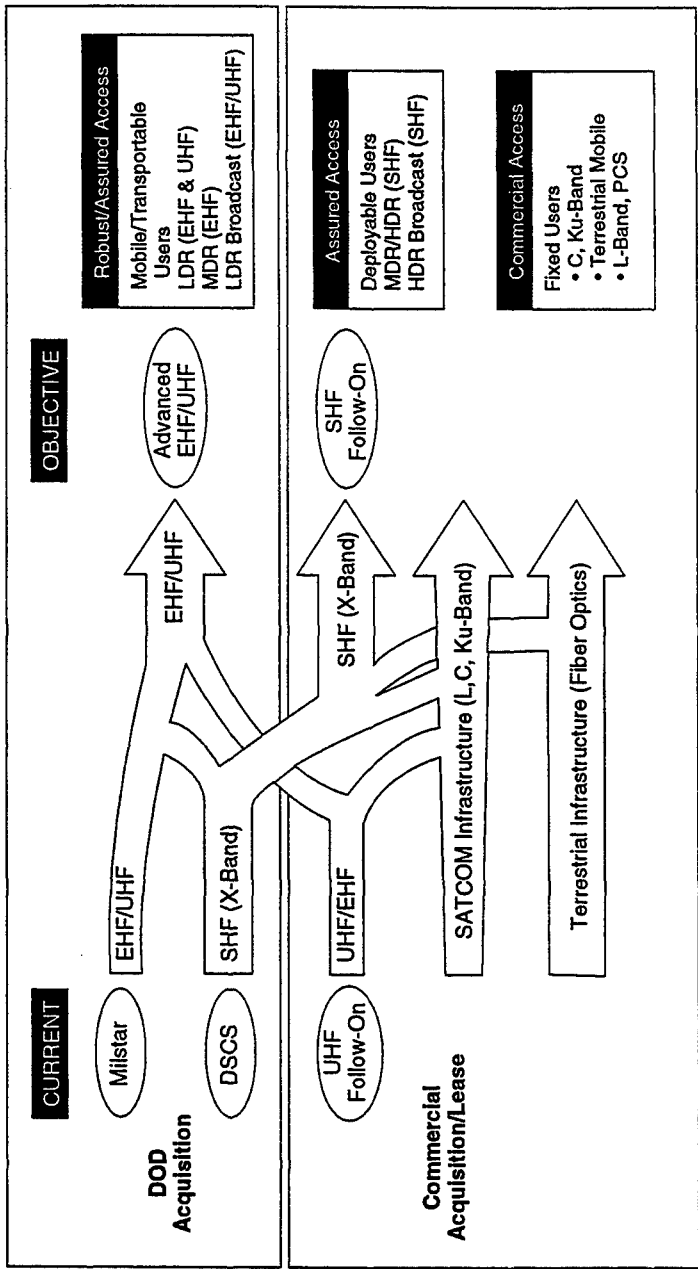 CURRENT
OBJECTIVE
DOD
Acquisition
Milstar
EHF/UHF
EHF/UHF
Advanced
EHF/UHF
Robust/Assured Access
Mobile/Transportable
Users
LDR (EHF & UHF)
MDR (EHF)
LDR Broadcast (EHF/UHF)
DSCS
SHF (X-Band)
Commercial
Acquisition/Lease
UHF
Follow-On
UHF/EHF
SHF (X-Band)
SHF
Follow-On
Assured Access
Deployable Users
MDR/HDR (SHF)
HDR Broadcast (SHF)
SATCOM Infrastructure (L,C, Ku-Band)
Terrestrial Infrastructure (Fiber Optics)
Commercial Access
Fixed Users
• C, Ku-Band
• Terrestrial Mobile
• L-Band, PCS